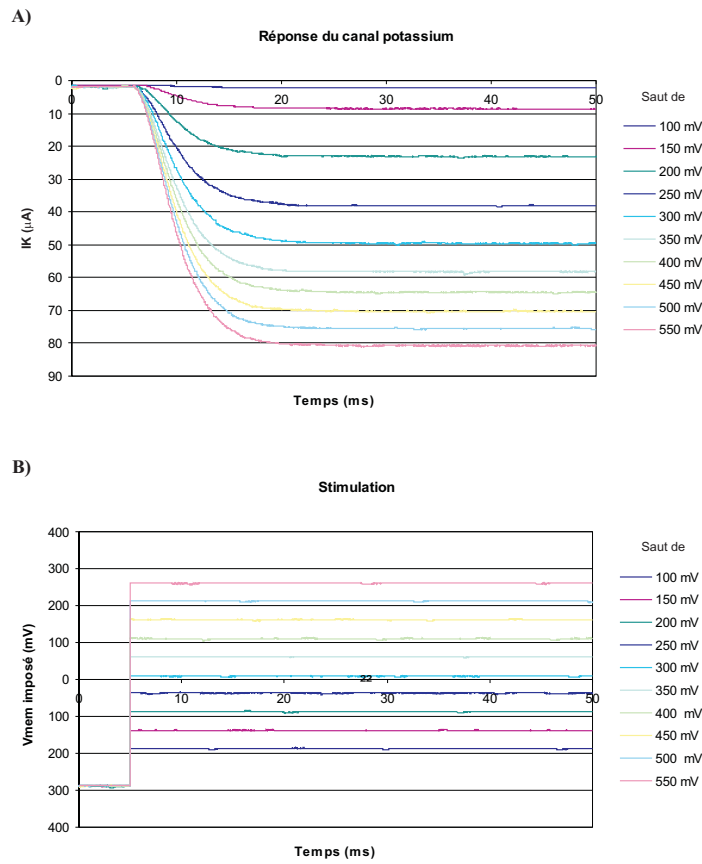 A)
Réponse du canal potassium
0
10
20
30
40
50
60
70
80
90
IK (µA)
0 10 20 30 40 50
Temps (ms)
Saut de
100 mV
150 mV
200 mV
250 mV
300 mV
350 mV
400 mV
450 mV
500 mV
550 mV
B)
Stimulation
400
300
200
100
0
100
200
300
400
Vmem imposé (mV)
0 10 20 30 40 50
22
Temps (ms)
Saut de
100 mV
150 mV
200 mV
250 mV
300 mV
350 mV
400 mV
450 mV
500 mV
550 mV